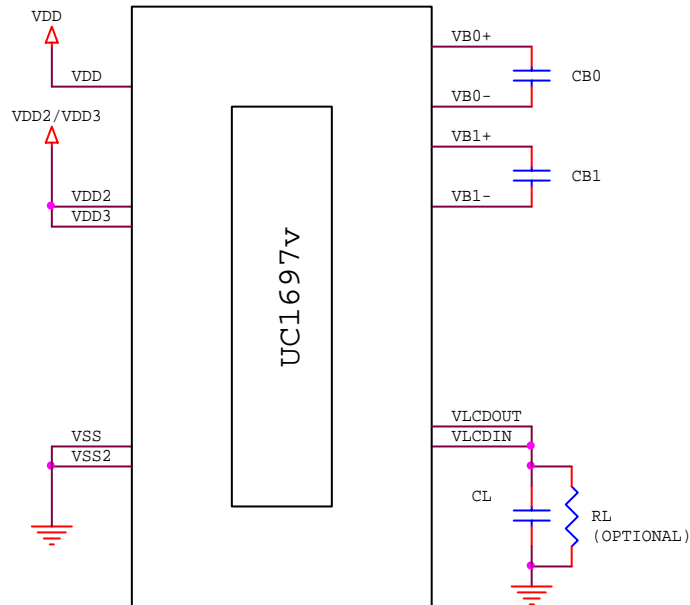 VDD
VDD
VDD2/VDD3
VDD2
VDD3
VSS
VSS2
UC1697v
VB0+
CB0
VB0-
VB1+
CB1
VB1-
VLCDOUT
VLCDIN
CL
RL
(OPTIONAL)